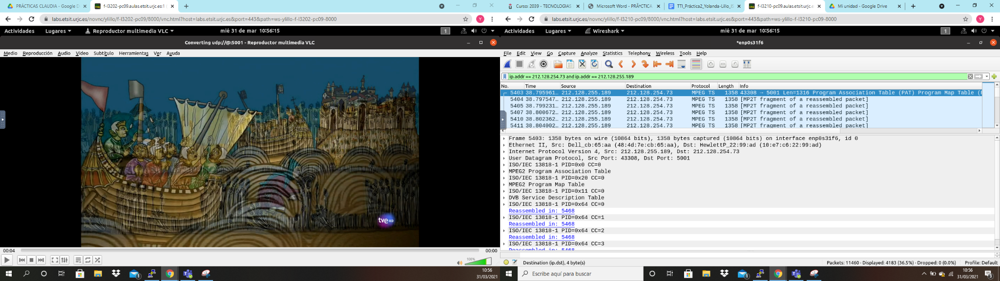 PRÁCTICAS CLAUDIA - Google D
f-l3202-pc09.aulas.etsit.urjc.es:1
labs.etsit.urjc.es/novnc/ylillo/f-l3202-pc09/8000/vnc.html?host=labs.etsit.urjc.es&port=443&path=ws-ylillo-f-l3202-pc09-8000
Y
Actividades Lugares Reproductor multimedia VLC mié 31 de mar 10:56:15 1
Converting udp://@:5001 - Reproductor multimedia VLC
Medio Reproducción Audio Vídeo Subtítulo Herramientas Ver Ayuda
tve HD
00:04 00:00
100%
10:56
31/03/2021
Curso: 2039 - TECNOLOGIAS
Microsoft Word - PRÃ†CTICA
TTI_Práctica2_Yolanda-Lillo_IS
f-l3210-pc09.aulas.etsit.urjc.e
Mi unidad - Google Drive
labs.etsit.urjc.es/novnc/ylillo/f-l3210-pc09/8000/vnc.html?host=labs.etsit.urjc.es&port=443&path=ws-ylillo-f-l3210-pc09-8000
Y
Actividades Lugares Wireshark mié 31 de mar 10:56:15 1
*enp0s31f6
File Edit View Go Capture Analyze Statistics Telephony Wireless Tools Help
ip.addr == 212.128.254.73 and ip.addr == 212.128.255.189
No. Time Source Destination Protocol Length Info
5403 38.795961… 212.128.255.189 212.128.254.73 MPEG TS 1358 43308 → 5001 Len=1316 Program Association Table (PAT) Program Map Table (
5404 38.797547… 212.128.255.189 212.128.254.73 MPEG TS 1358 [MP2T fragment of a reassembled packet]
5405 38.799231… 212.128.255.189 212.128.254.73 MPEG TS 1358 [MP2T fragment of a reassembled packet]
5407 38.800672… 212.128.255.189 212.128.254.73 MPEG TS 1358 [MP2T fragment of a reassembled packet]
5410 38.802362… 212.128.255.189 212.128.254.73 MPEG TS 1358 [MP2T fragment of a reassembled packet]
5411 38.804002… 212.128.255.189 212.128.254.73 MPEG TS 1358 [MP2T fragment of a reassembled packet]
Frame 5403: 1358 bytes on wire (10864 bits), 1358 bytes captured (10864 bits) on interface enp0s31f6, id 0
Ethernet II, Src: Dell_cb:65:aa (48:4d:7e:cb:65:aa), Dst: HewlettP_22:99:ad (10:e7:c6:22:99:ad)
Internet Protocol Version 4, Src: 212.128.255.189, Dst: 212.128.254.73
User Datagram Protocol, Src Port: 43308, Dst Port: 5001
ISO/IEC 13818-1 PID=0x0 CC=0
MPEG2 Program Association Table
ISO/IEC 13818-1 PID=0x20 CC=0
MPEG2 Program Map Table
ISO/IEC 13818-1 PID=0x11 CC=0
DVB Service Description Table
ISO/IEC 13818-1 PID=0x64 CC=0
Reassembled in: 5468
ISO/IEC 13818-1 PID=0x64 CC=1
Reassembled in: 5468
ISO/IEC 13818-1 PID=0x64 CC=2
Reassembled in: 5468
ISO/IEC 13818-1 PID=0x64 CC=3
Reassembled in: 5468
Destination (ip.dst), 4 byte(s) Packets: 11460 · Displayed: 4183 (36.5%) · Dropped: 0 (0.0%) Profile: Default
Escribe aquí para buscar
10:56
31/03/2021
3